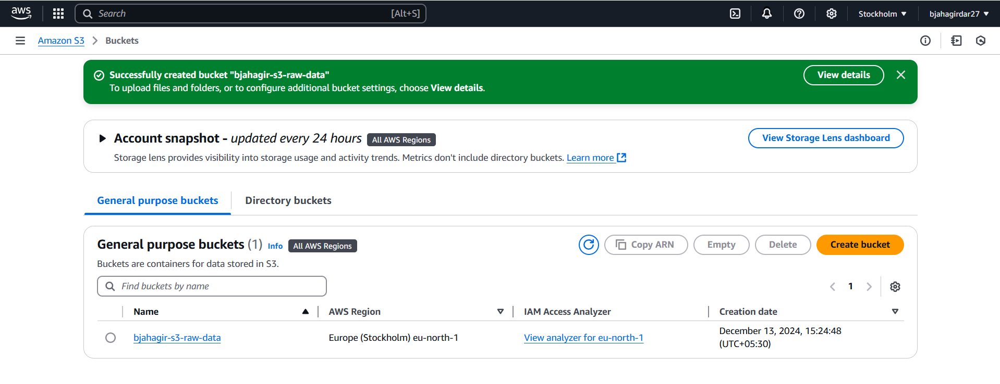 aws Search [Alt+S] Stockholm bjahagirdar27
Amazon S3 Buckets
Successfully created bucket "bjahagir-s3-raw-data"
To upload files and folders, or to configure additional bucket settings, choose View details.
View details
Account snapshot - updated every 24 hours All AWS Regions
View Storage Lens dashboard
Storage lens provides visibility into storage usage and activity trends. Metrics don't include directory buckets. Learn more
General purpose buckets Directory buckets
General purpose buckets (1) Info All AWS Regions
Copy ARN Empty Delete Create bucket
Buckets are containers for data stored in S3.
Find buckets by name
1
Name AWS Region IAM Access Analyzer Creation date
bjahagir-s3-raw-data Europe (Stockholm) eu-north-1 View analyzer for eu-north-1 December 13, 2024, 15:24:48
(UTC+05:30)